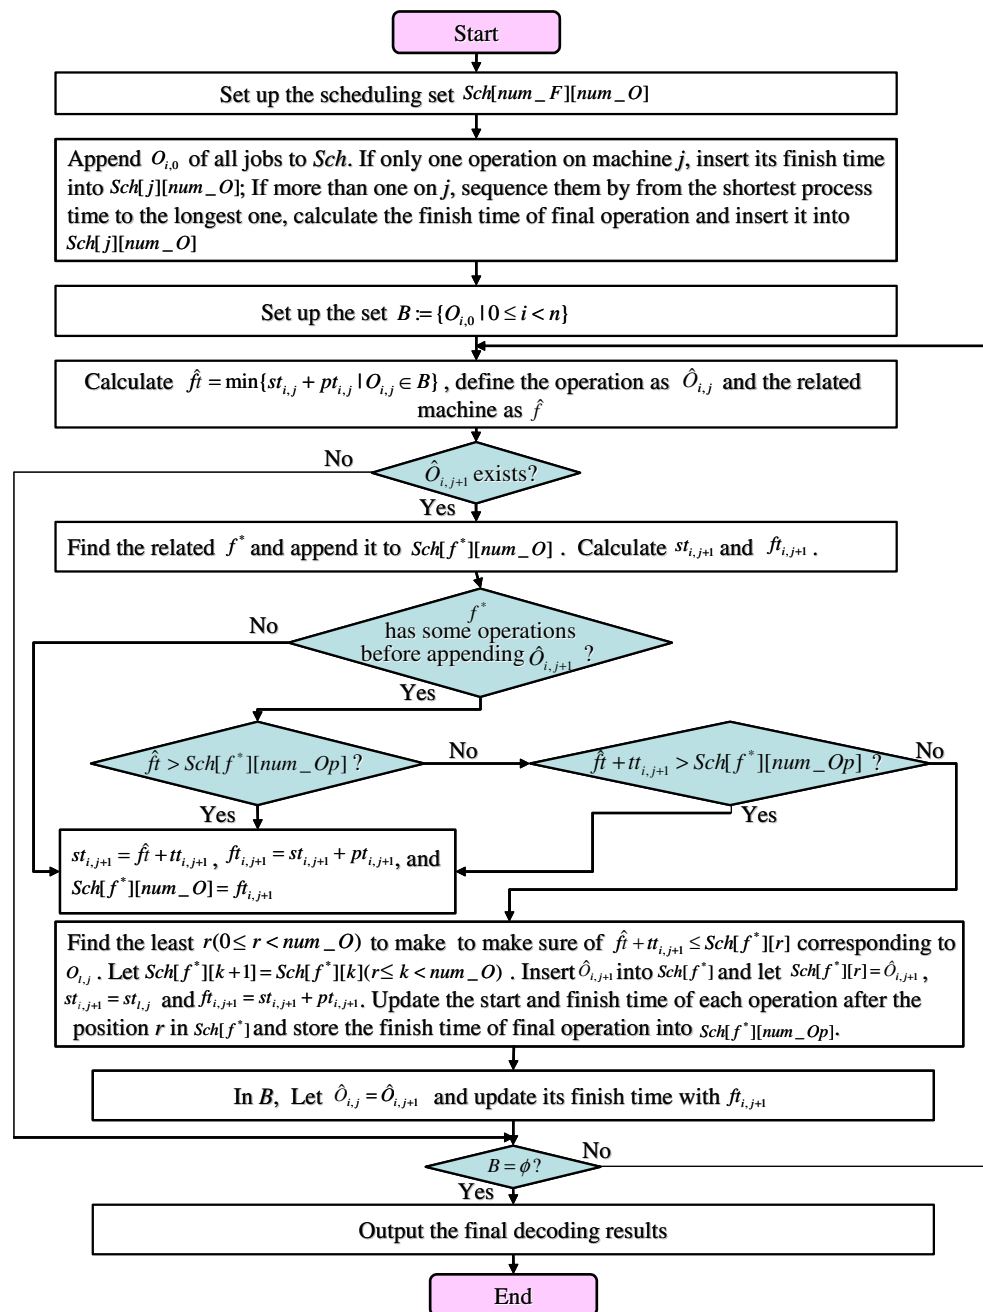 Start
Set up the scheduling set Sch[num_F][num_O]
Append O_{i,0} of all jobs to Sch. If only one operation on machine j, insert its finish time
into Sch[j][num_O]; If more than one on j, sequence them by from the shortest process
time to the longest one, calculate the finish time of final operation and insert it into
Sch[j][num_O]
Set up the set B := {O_{i,0} | 0 ≤ i < n}
Calculate f̂t = min{st_{i,j} + pt_{i,j} | O_{i,j} ∈ B} , define the operation as Ô_{i,j} and the related
machine as f̂
No
Ô_{i,j+1} exists?
Yes
Find the related f* and append it to Sch[f*][num_O] . Calculate st_{i,j+1} and ft_{i,j+1} .
No
f*
has some operations
before appending Ô_{i,j+1} ?
Yes
f̂t > Sch[f*][num_Op] ?
No
f̂t + tt_{i,j+1} > Sch[f*][num_Op] ?
No
Yes
Yes
st_{i,j+1} = f̂t + tt_{i,j+1} , ft_{i,j+1} = st_{i,j+1} + pt_{i,j+1}, and
Sch[f*][num_O] = ft_{i,j+1}
Find the least r(0 ≤ r < num_O) to make to make sure of f̂t + tt_{i,j+1} ≤ Sch[f*][r] corresponding to
O_{l,j} . Let Sch[f*][k+1] = Sch[f*][k](r ≤ k < num_O) . Insert Ô_{i,j+1} into Sch[f*] and let Sch[f*][r] = Ô_{i,j+1} ,
st_{i,j+1} = st_{l,j} and ft_{i,j+1} = st_{i,j+1} + pt_{i,j+1}. Update the start and finish time of each operation after the
position r in Sch[f*] and store the finish time of final operation into Sch[f*][num_Op].
In B, Let Ô_{i,j} = Ô_{i,j+1} and update its finish time with ft_{i,j+1}
B = ϕ?
No
Yes
Output the final decoding results
End